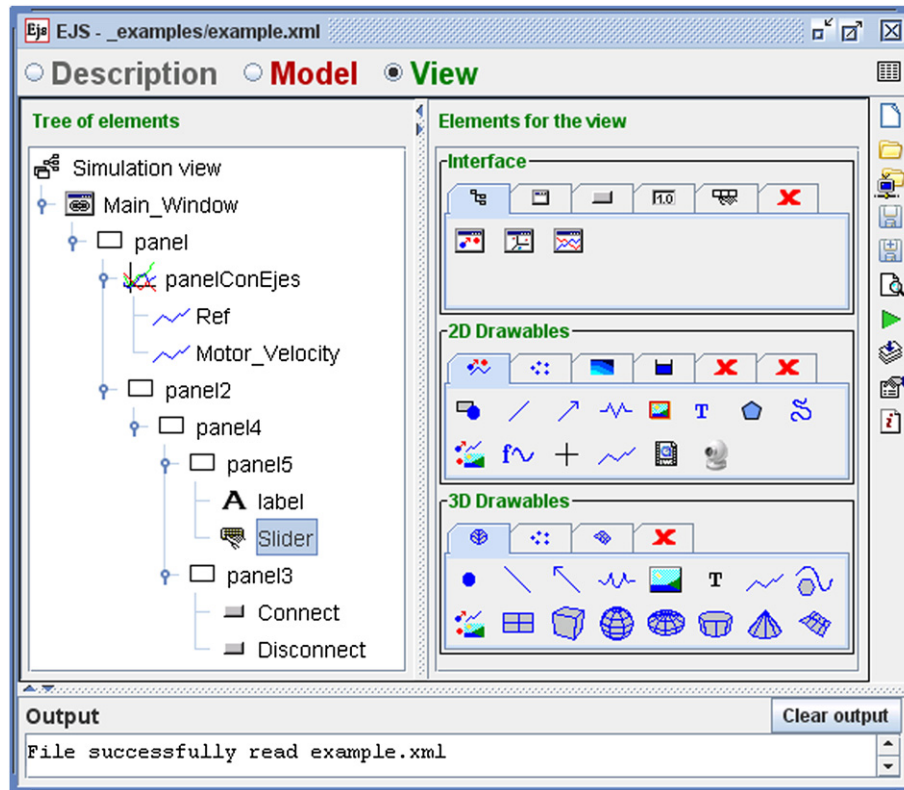 Ejs EJS - _examples/example.xml
Description Model View
Tree of elements
Simulation view
Main_Window
panel
panelConEjes
Ref
Motor_Velocity
panel2
panel4
panel5
A label
Slider
panel3
Connect
Disconnect
Elements for the view
Interface
1.0
2D Drawables
T
f
3D Drawables
T
i
Output
Clear output
File successfully read example.xml